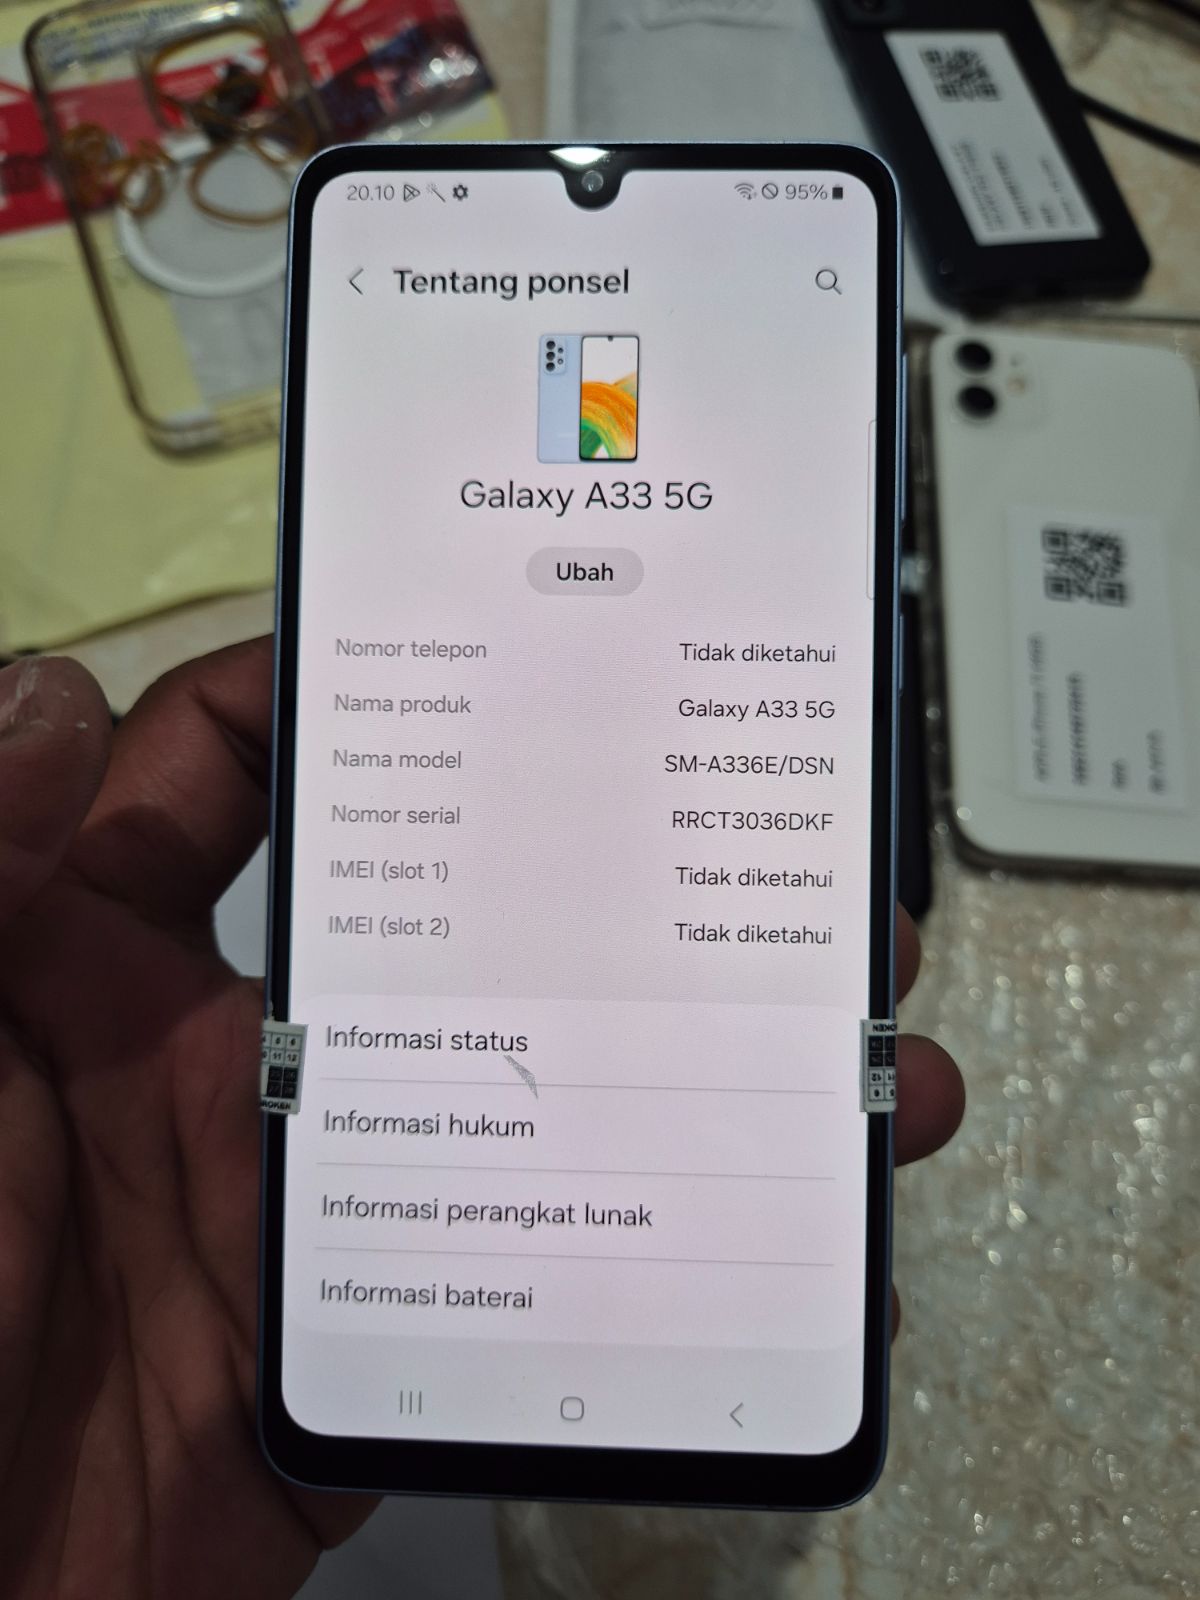 20.10
95%
Tentang ponsel
Galaxy A33 5G
Ubah
Nomor telepon Tidak diketahui
Nama produk Galaxy A33 5G
Nama model SM-A336E/DSN
Nomor serial RRCT3036DKF
IMEI (slot 1) Tidak diketahui
IMEI (slot 2) Tidak diketahui
Informasi status
Informasi hukum
Informasi perangkat lunak
Informasi baterai